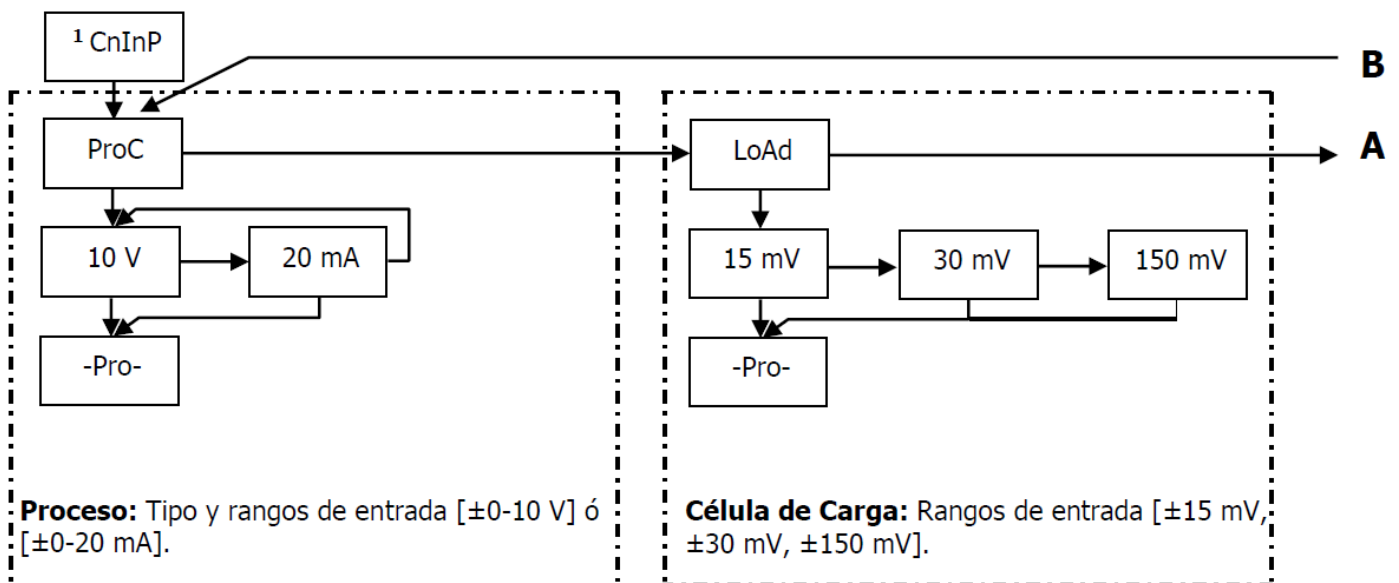 ¹ CnInP
B
ProC
LoAd
A
10 V
20 mA
15 mV
30 mV
150 mV
-Pro-
-Pro-
Proceso: Tipo y rangos de entrada [±0-10 V] ó
[±0-20 mA].
Célula de Carga: Rangos de entrada [±15 mV,
±30 mV, ±150 mV].